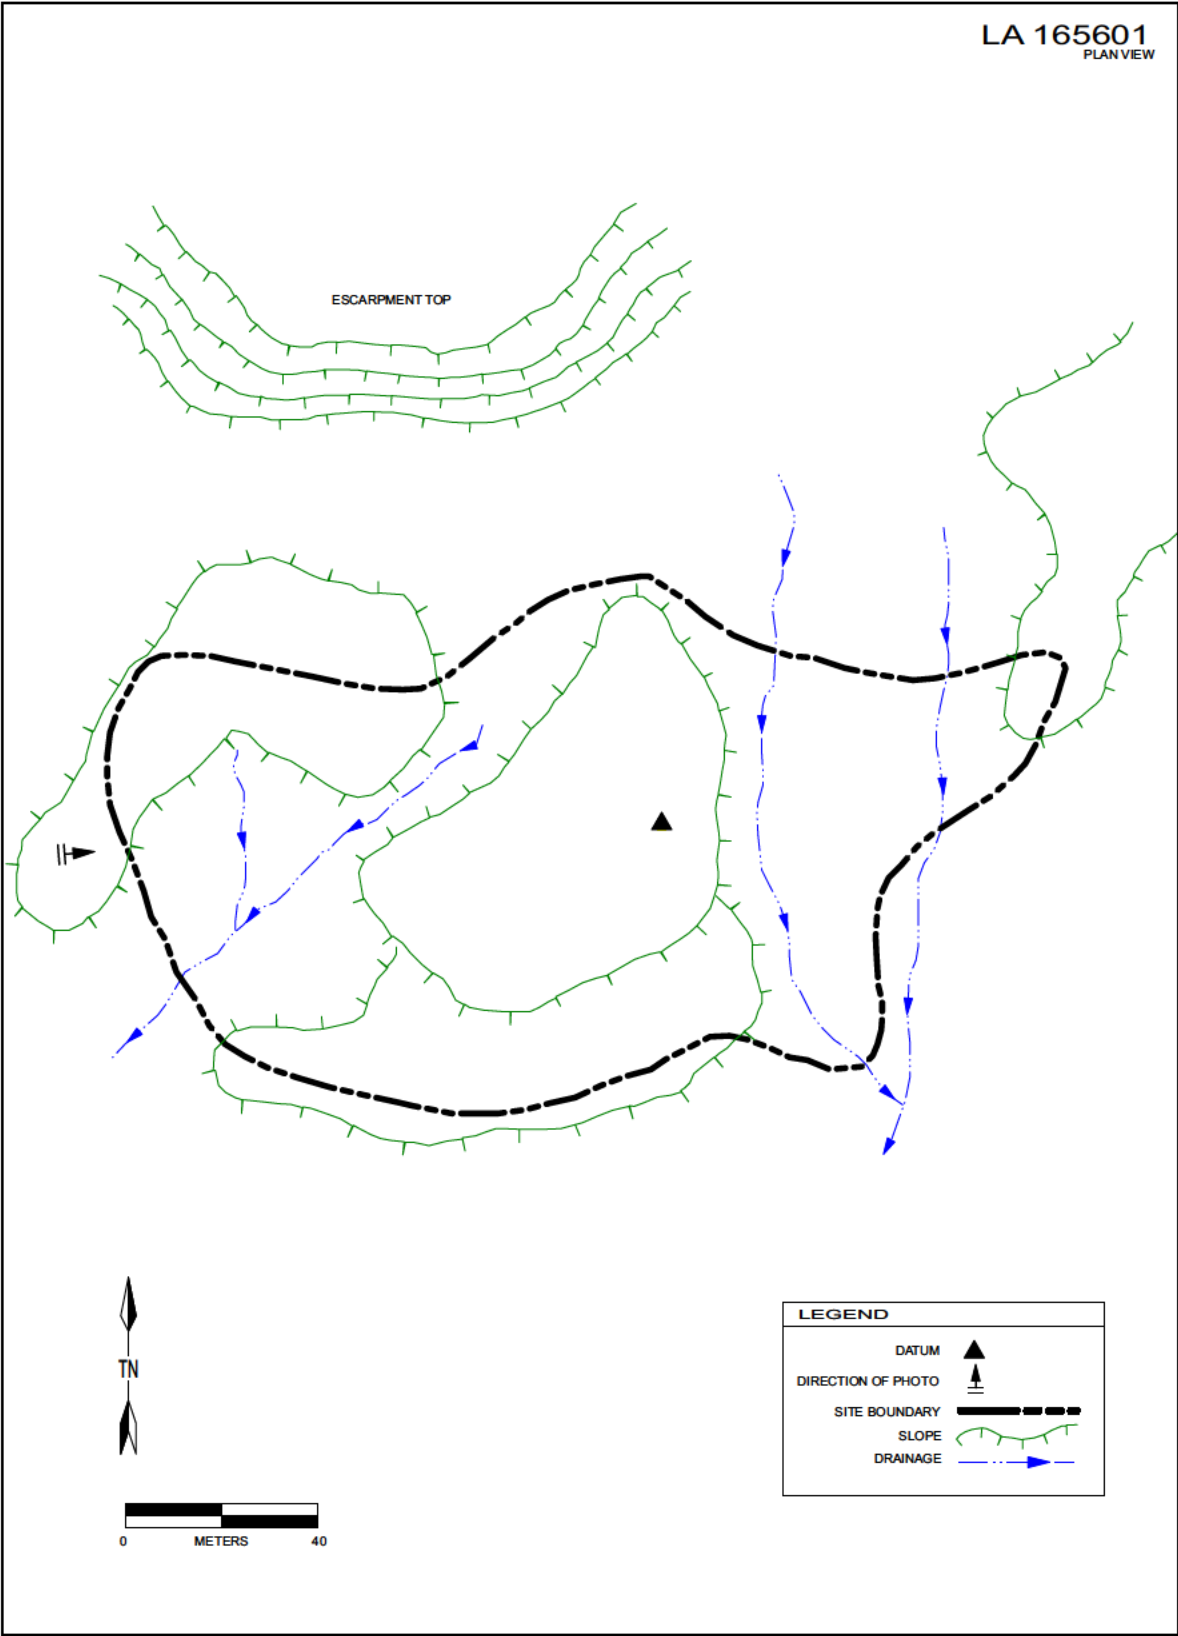 LA 165601
PLAN VIEW
ESCARPMENT TOP
TN
0 METERS 40
LEGEND
DATUM
DIRECTION OF PHOTO
SITE BOUNDARY
SLOPE
DRAINAGE